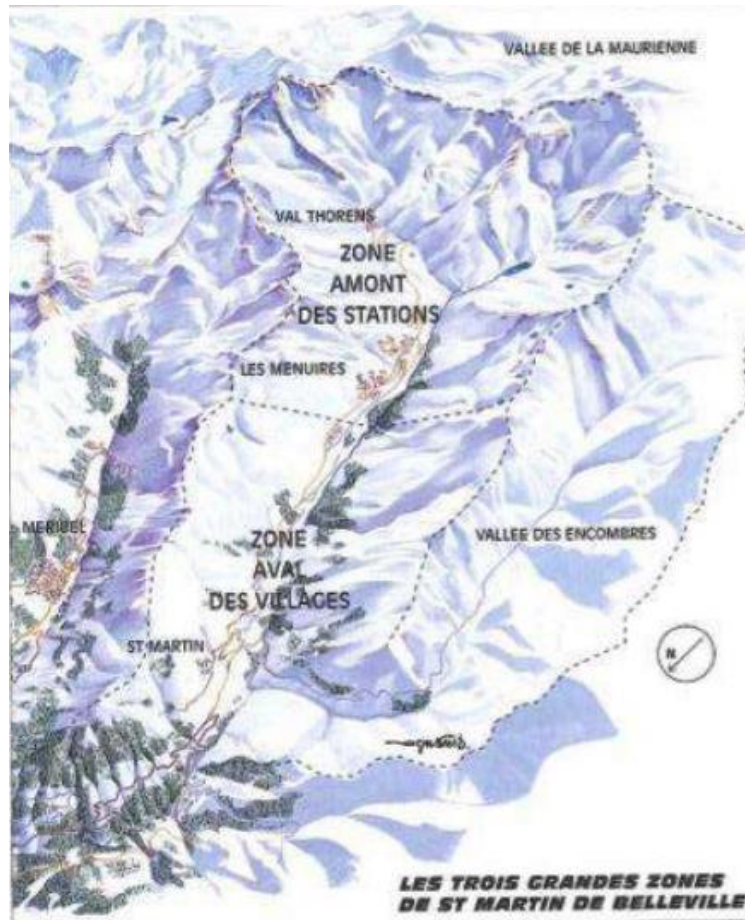 VALLEE DE LA MAURIENNE
VAL THORENS
ZONE
AMONT
DES STATIONS
LES MENUIRES
MERIBEL
ZONE
AVAL
DES VILLAGES
VALLEE DES ENCOMBRES
ST MARTIN
N
LES TROIS GRANDES ZONES
DE ST MARTIN DE BELLEVILLE